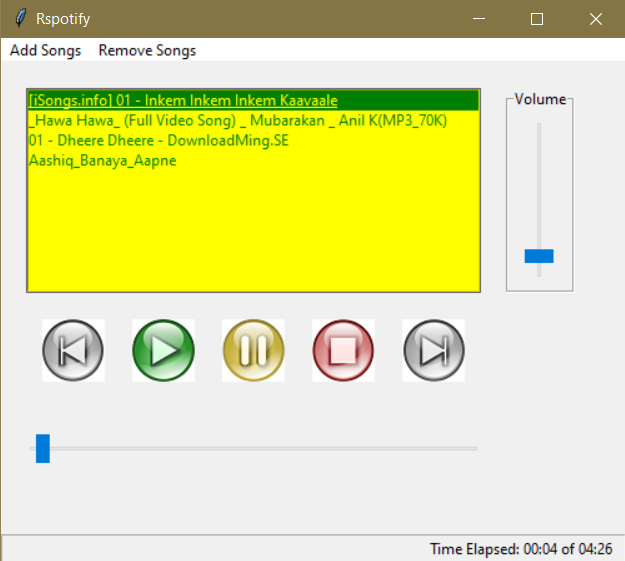 Rspotify
Add Songs Remove Songs
[iSongs.info] 01 - Inkem Inkem Inkem Kaavaale
_Hawa Hawa_ (Full Video Song) _ Mubarakan _ Anil K(MP3_70K)
01 - Dheere Dheere - DownloadMing.SE
Aashiq_Banaya_Aapne
Volume
Time Elapsed: 00:04 of 04:26